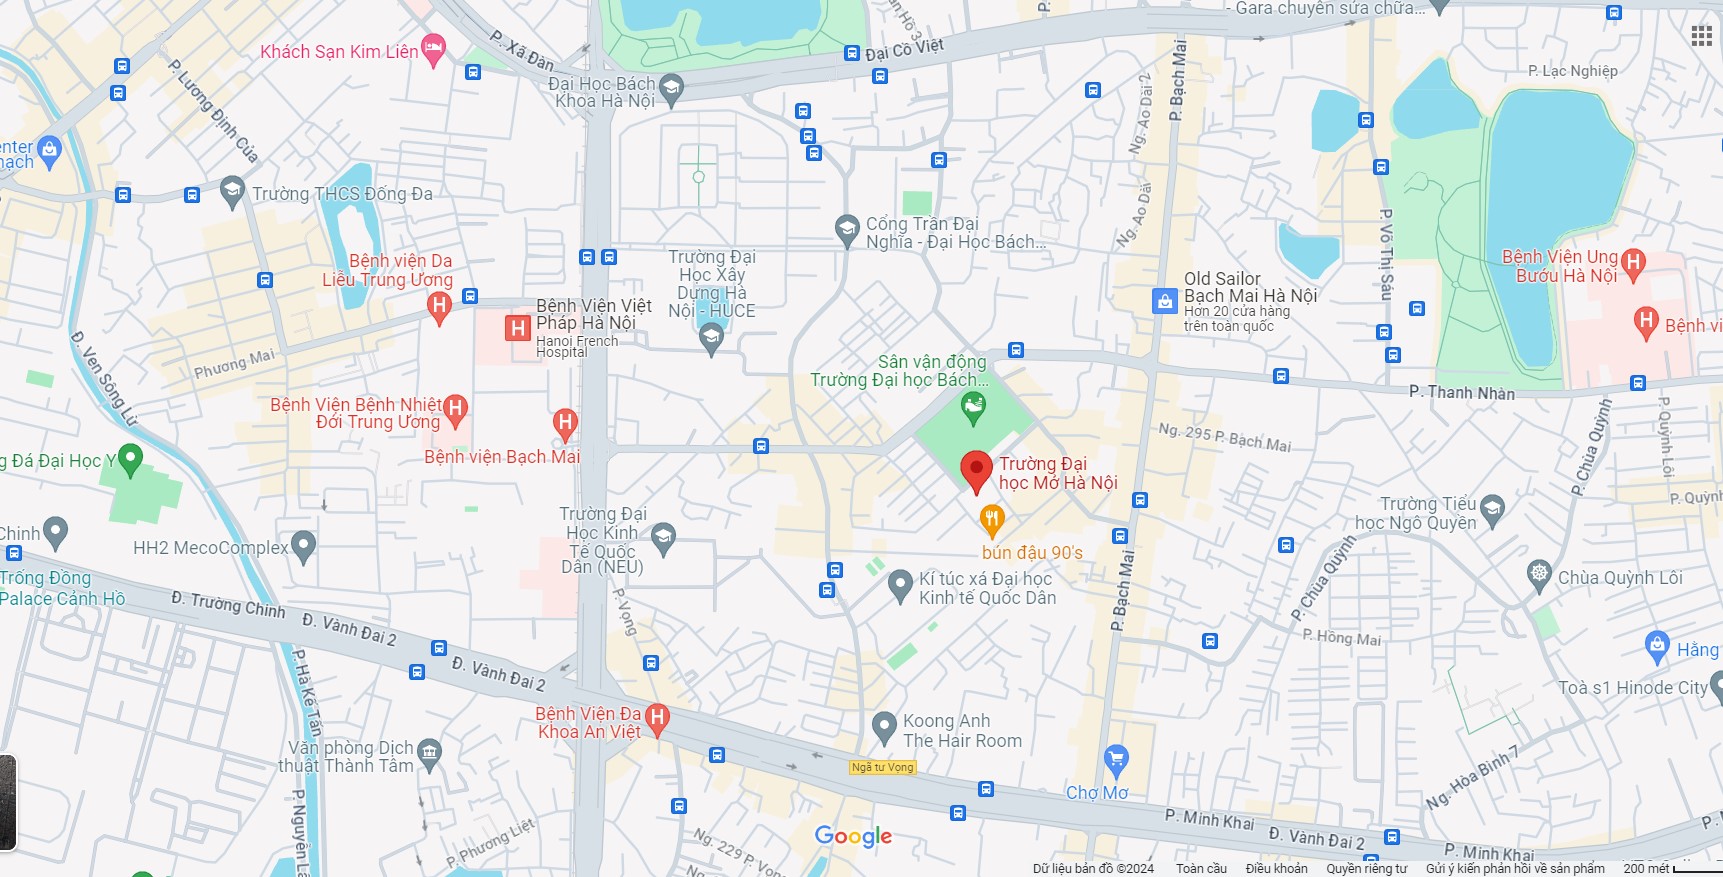 - Gara chuyên sửa chữa...
P. Xã Đàn
Khách Sạn Kim Liên
Đại Cồ Việt
P. Bạch Mai
P. Lạc Nghiệp
P. Lương Định Của
Đại Học Bách
Khoa Hà Nội
Ng. Ao Dài 2
enter
Trường THCS Đống Đa
Ng. Ao Dài
P. Võ Thị Sáu
Cổng Trần Đại
Nghĩa - Đại Học Bách...
Bệnh viện Da
Liễu Trung Ương
Trường Đại
Học Xây
Dựng Hà
Nội - HUCE
Bệnh Viện Ung
Bướu Hà Nội
Old Sailor
Bạch Mai Hà Nội
Hơn 20 cửa hàng
trên toàn quốc
Bệnh Viện Việt
Pháp Hà Nội
Hanoi French
Hospital
Bệnh vi
Đ. Ven Sông Lừ
Phương Mai
Sân vận động
Trường Đại học Bách...
P. Thanh Nhàn
Bệnh Viện Bệnh Nhiệt
Đới Trung Ương
Ng. 295 P. Bạch Mai
P. Chùa Quỳnh
P. Quỳnh Lôi
Bệnh viện Bạch Mai
g Đá Đại Học Y
Trường Đại
học Mở Hà Nội
P. Quỳnh
Trường Tiểu
học Ngô Quyền
Trường Đại
Học Kinh
Tế Quốc
Dân (NEU)
Chinh
HH2 MecoComplex
bún đậu 90's
P. Bạch Mai
P. Chùa Quỳnh
Chùa Quỳnh Lôi
Trống Đồng
Palace Cảnh Hồ
Kí túc xá Đại học
Kinh tế Quốc Dân
Đ. Trường Chinh
Đ. Vành Đai 2
P. Vọng
P. Hồng Mai
Hằng
P. Hà Kế Tấn
Đ. Vành Đai 2
Toà s1 Hinode City
Bệnh Viện Đa
Khoa An Việt
Koong Anh
The Hair Room
Văn phòng Dịch
thuật Thành Tâm
Ngã tư Vọng
Ng. Hòa Bình 7
Chợ Mơ
P. Nguyễn Lâ
P. Phương Liệt
Ng. 229 P. Vọng
Google
P. Minh Khai
Đ. Vành Đai 2
P. Minh Khai
Dữ liệu bản đồ ©2024
Toàn cầu
Điều khoản
Quyền riêng tư
Gửi ý kiến phản hồi về sản phẩm
200 mét